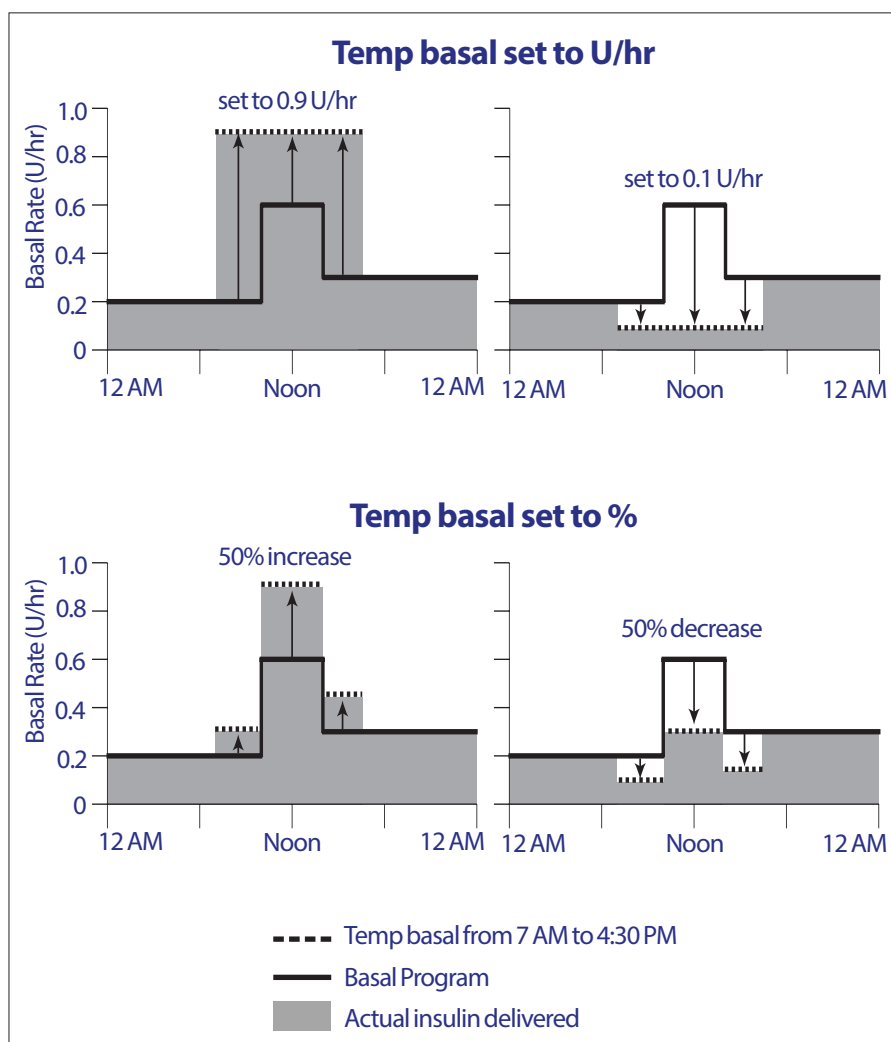 Temp basal set to U/hr
set to 0.9 U/hr
Basal Rate (U/hr)
1.0
0.8
0.6
0.4
0.2
0
12 AM
Noon
12 AM
set to 0.1 U/hr
12 AM
Noon
12 AM
Temp basal set to %
50% increase
Basal Rate (U/hr)
1.0
0.8
0.6
0.4
0.2
0
12 AM
Noon
12 AM
50% decrease
12 AM
Noon
12 AM
Temp basal from 7 AM to 4:30 PM
Basal Program
Actual insulin delivered